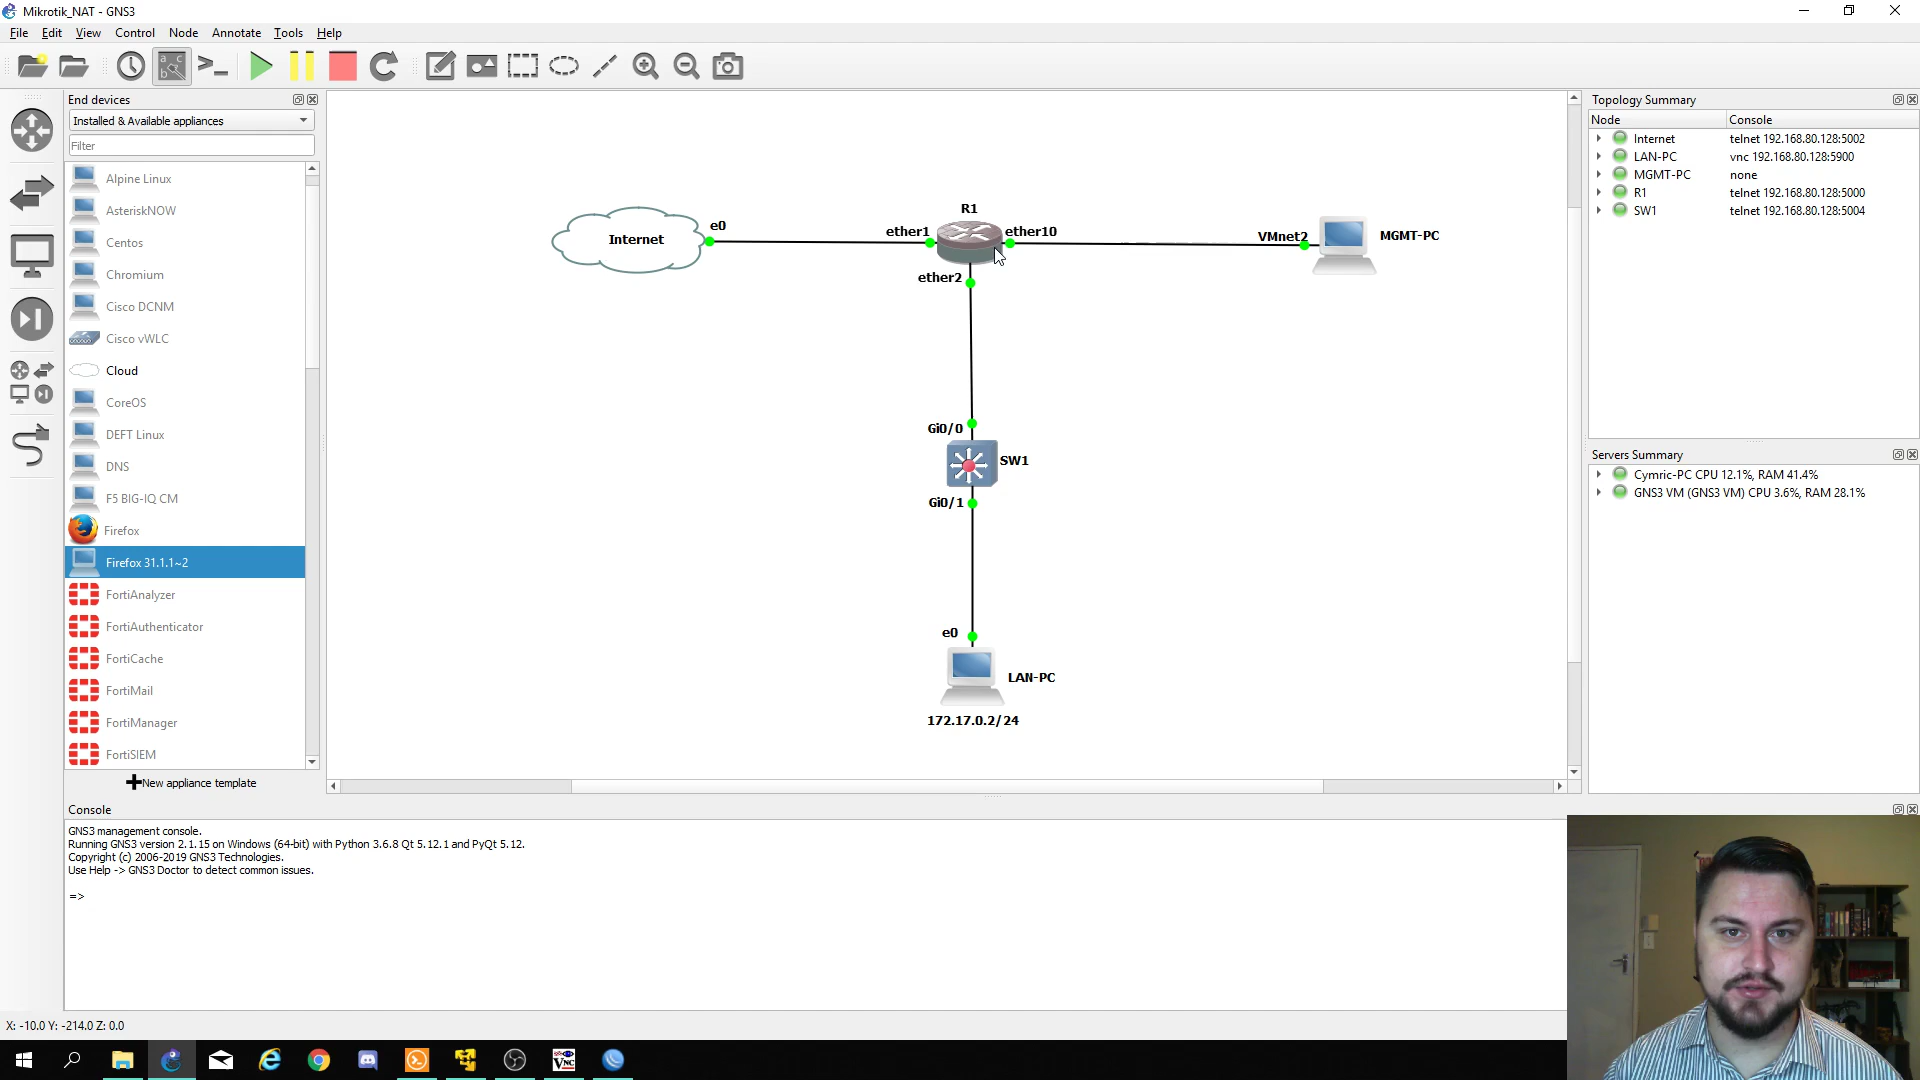 Mikrotik_NAT - GNS3
File Edit View Control Node Annotate Tools Help
End devices
Installed & Available appliances
Filter
Alpine Linux
AsteriskNOW
Centos
Chromium
Cisco DCNM
Cisco vWLC
Cloud
CoreOS
DEFT Linux
DNS
F5 BIG-IQ CM
Firefox
Firefox 31.1.1~2
FortiAnalyzer
FortiAuthenticator
FortiCache
FortiMail
FortiManager
FortiSIEM
New appliance template
R1
Internet
e0
ether1
ether10
ether2
VMnet2
MGMT-PC
Gi0/0
SW1
Gi0/1
e0
LAN-PC
172.17.0.2/24
Topology Summary
Node Console
Internet telnet 192.168.80.128:5002
LAN-PC vnc 192.168.80.128:5900
MGMT-PC none
R1 telnet 192.168.80.128:5000
SW1 telnet 192.168.80.128:5004
Servers Summary
Cymric-PC CPU 12.1%, RAM 41.4%
GNS3 VM (GNS3 VM) CPU 3.6%, RAM 28.1%
Console
GNS3 management console.
Running GNS3 version 2.1.15 on Windows (64-bit) with Python 3.6.8 Qt 5.12.1 and PyQt 5.12.
Copyright (c) 2006-2019 GNS3 Technologies.
Use Help -> GNS3 Doctor to detect common issues.
=>
X: -10.0 Y: -214.0 Z: 0.0